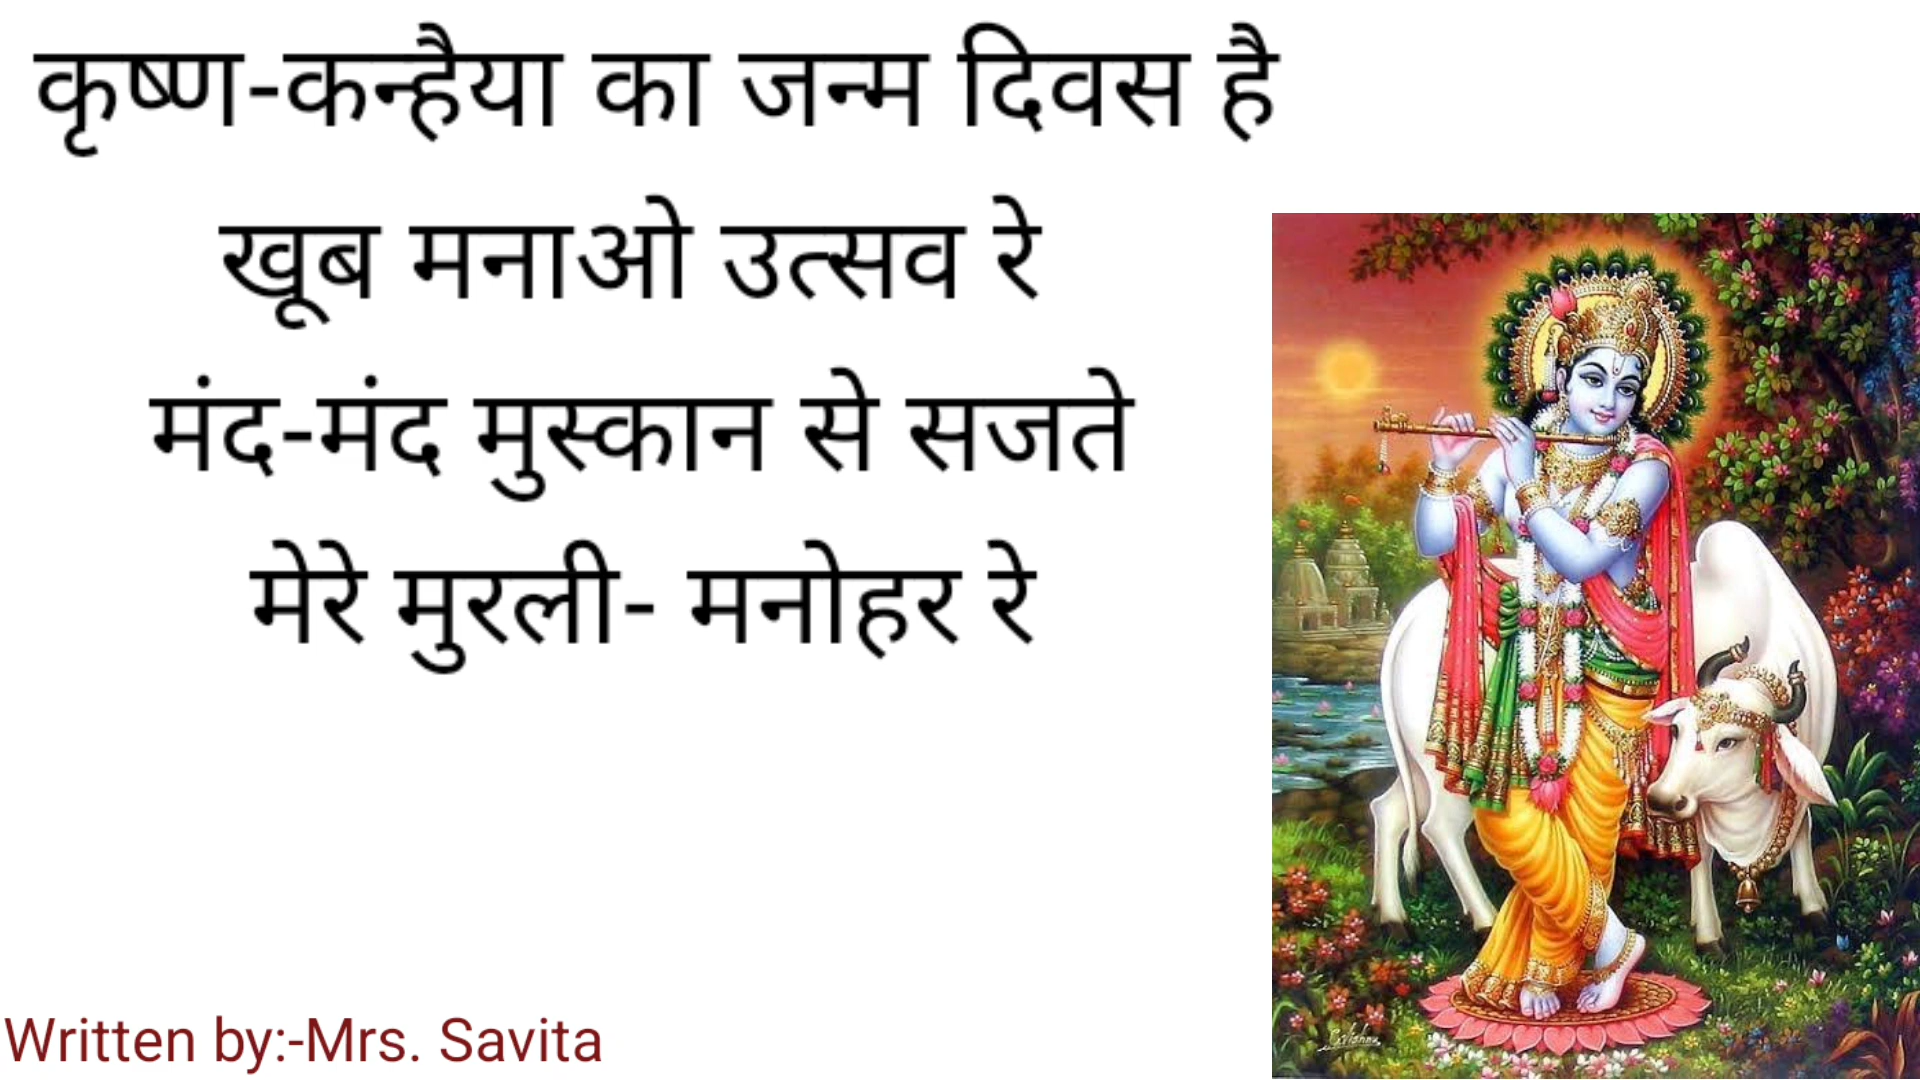 कृष्ण-कन्हैया का जन्म दिवस है
खूब मनाओ उत्सव रे
मंद-मंद मुस्कान से सजते
मेरे मुरली- मनोहर रे
Written by:-Mrs. Savita